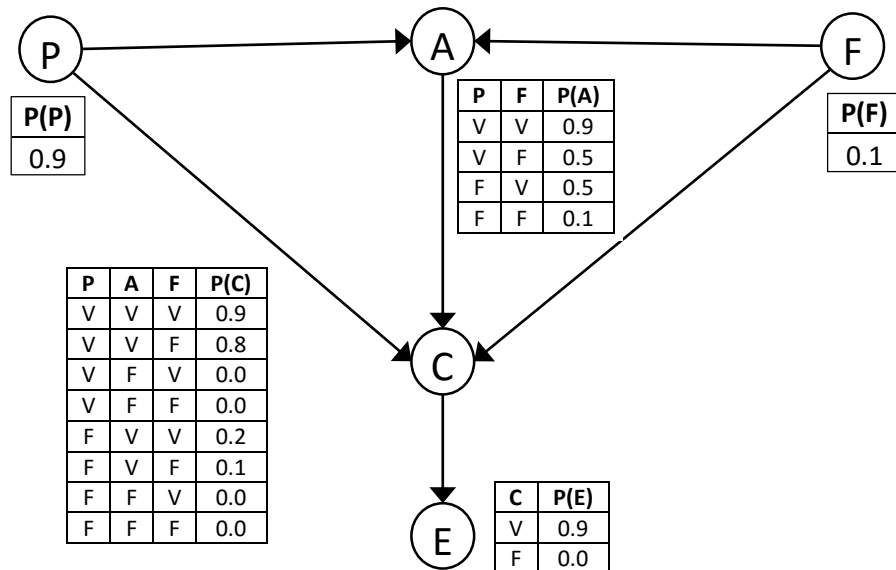 P A F
P(P)
0.9
P F P(A)
V V 0.9
V F 0.5
F V 0.5
F F 0.1
P(F)
0.1
P A F P(C)
V V V 0.9
V V F 0.8
V F V 0.0
V F F 0.0
F V V 0.2
F V F 0.1
F F V 0.0
F F F 0.0
C
E
C P(E)
V 0.9
F 0.0